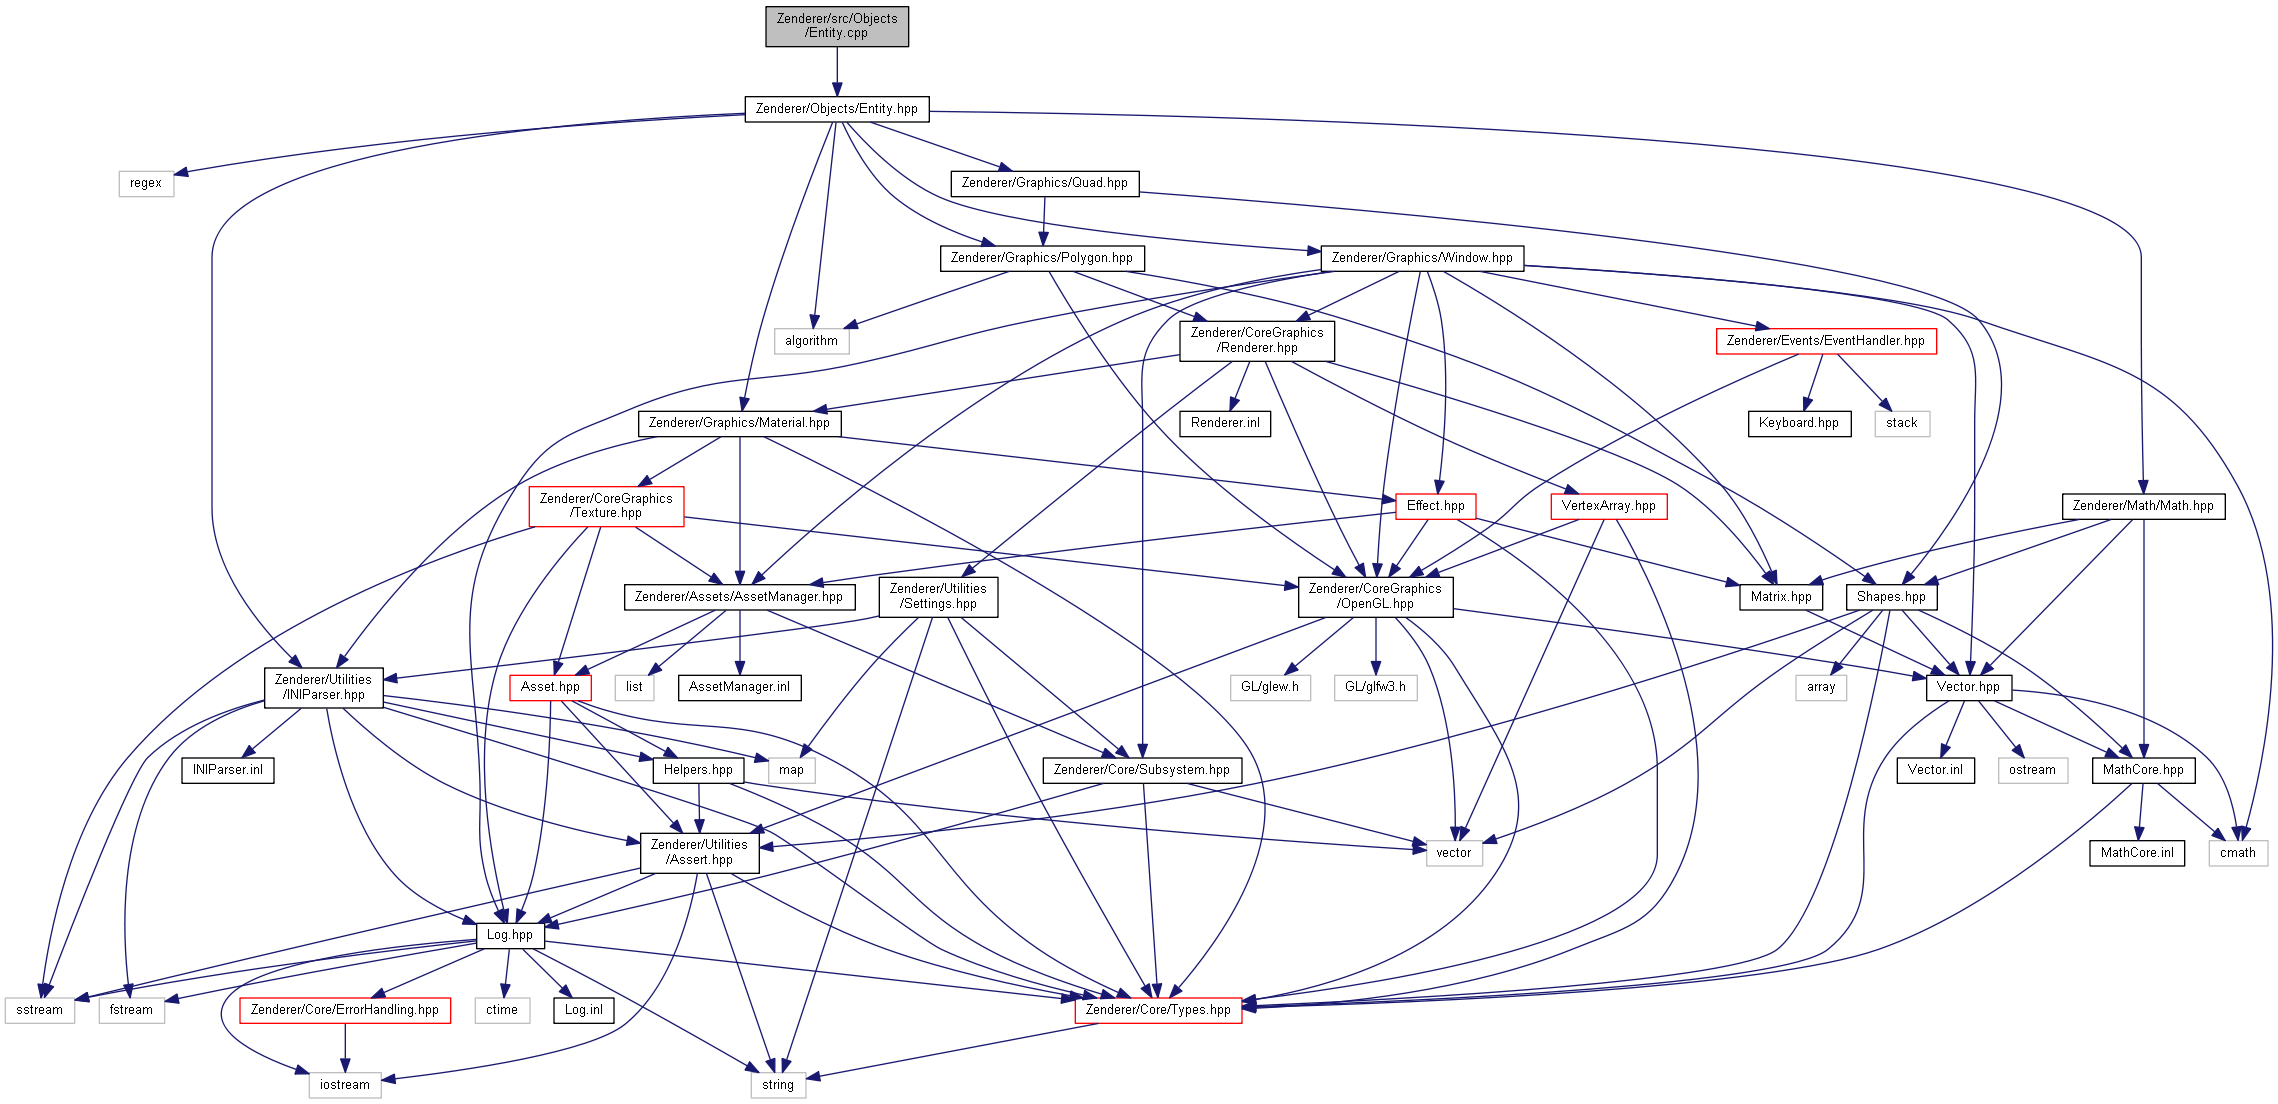 Zenderer/src/Objects
/Entity.cpp
Zenderer/Objects/Entity.hpp
regex
Zenderer/Graphics/Quad.hpp
Zenderer/Graphics/Polygon.hpp
Zenderer/Graphics/Window.hpp
algorithm
Zenderer/CoreGraphics
/Renderer.hpp
Zenderer/Events/EventHandler.hpp
Zenderer/Graphics/Material.hpp
Renderer.inl
Keyboard.hpp
stack
Zenderer/CoreGraphics
/Texture.hpp
Effect.hpp
VertexArray.hpp
Zenderer/Math/Math.hpp
Zenderer/Assets/AssetManager.hpp
Zenderer/Utilities
/Settings.hpp
Zenderer/CoreGraphics
/OpenGL.hpp
Matrix.hpp
Shapes.hpp
Zenderer/Utilities
/INIParser.hpp
Asset.hpp
list
AssetManager.inl
GL/glew.h
GL/glfw3.h
array
Vector.hpp
INIParser.inl
Helpers.hpp
map
Zenderer/Core/Subsystem.hpp
Vector.inl
ostream
MathCore.hpp
Zenderer/Utilities
/Assert.hpp
vector
MathCore.inl
cmath
Log.hpp
sstream
fstream
Zenderer/Core/ErrorHandling.hpp
ctime
Log.inl
Zenderer/Core/Types.hpp
iostream
string